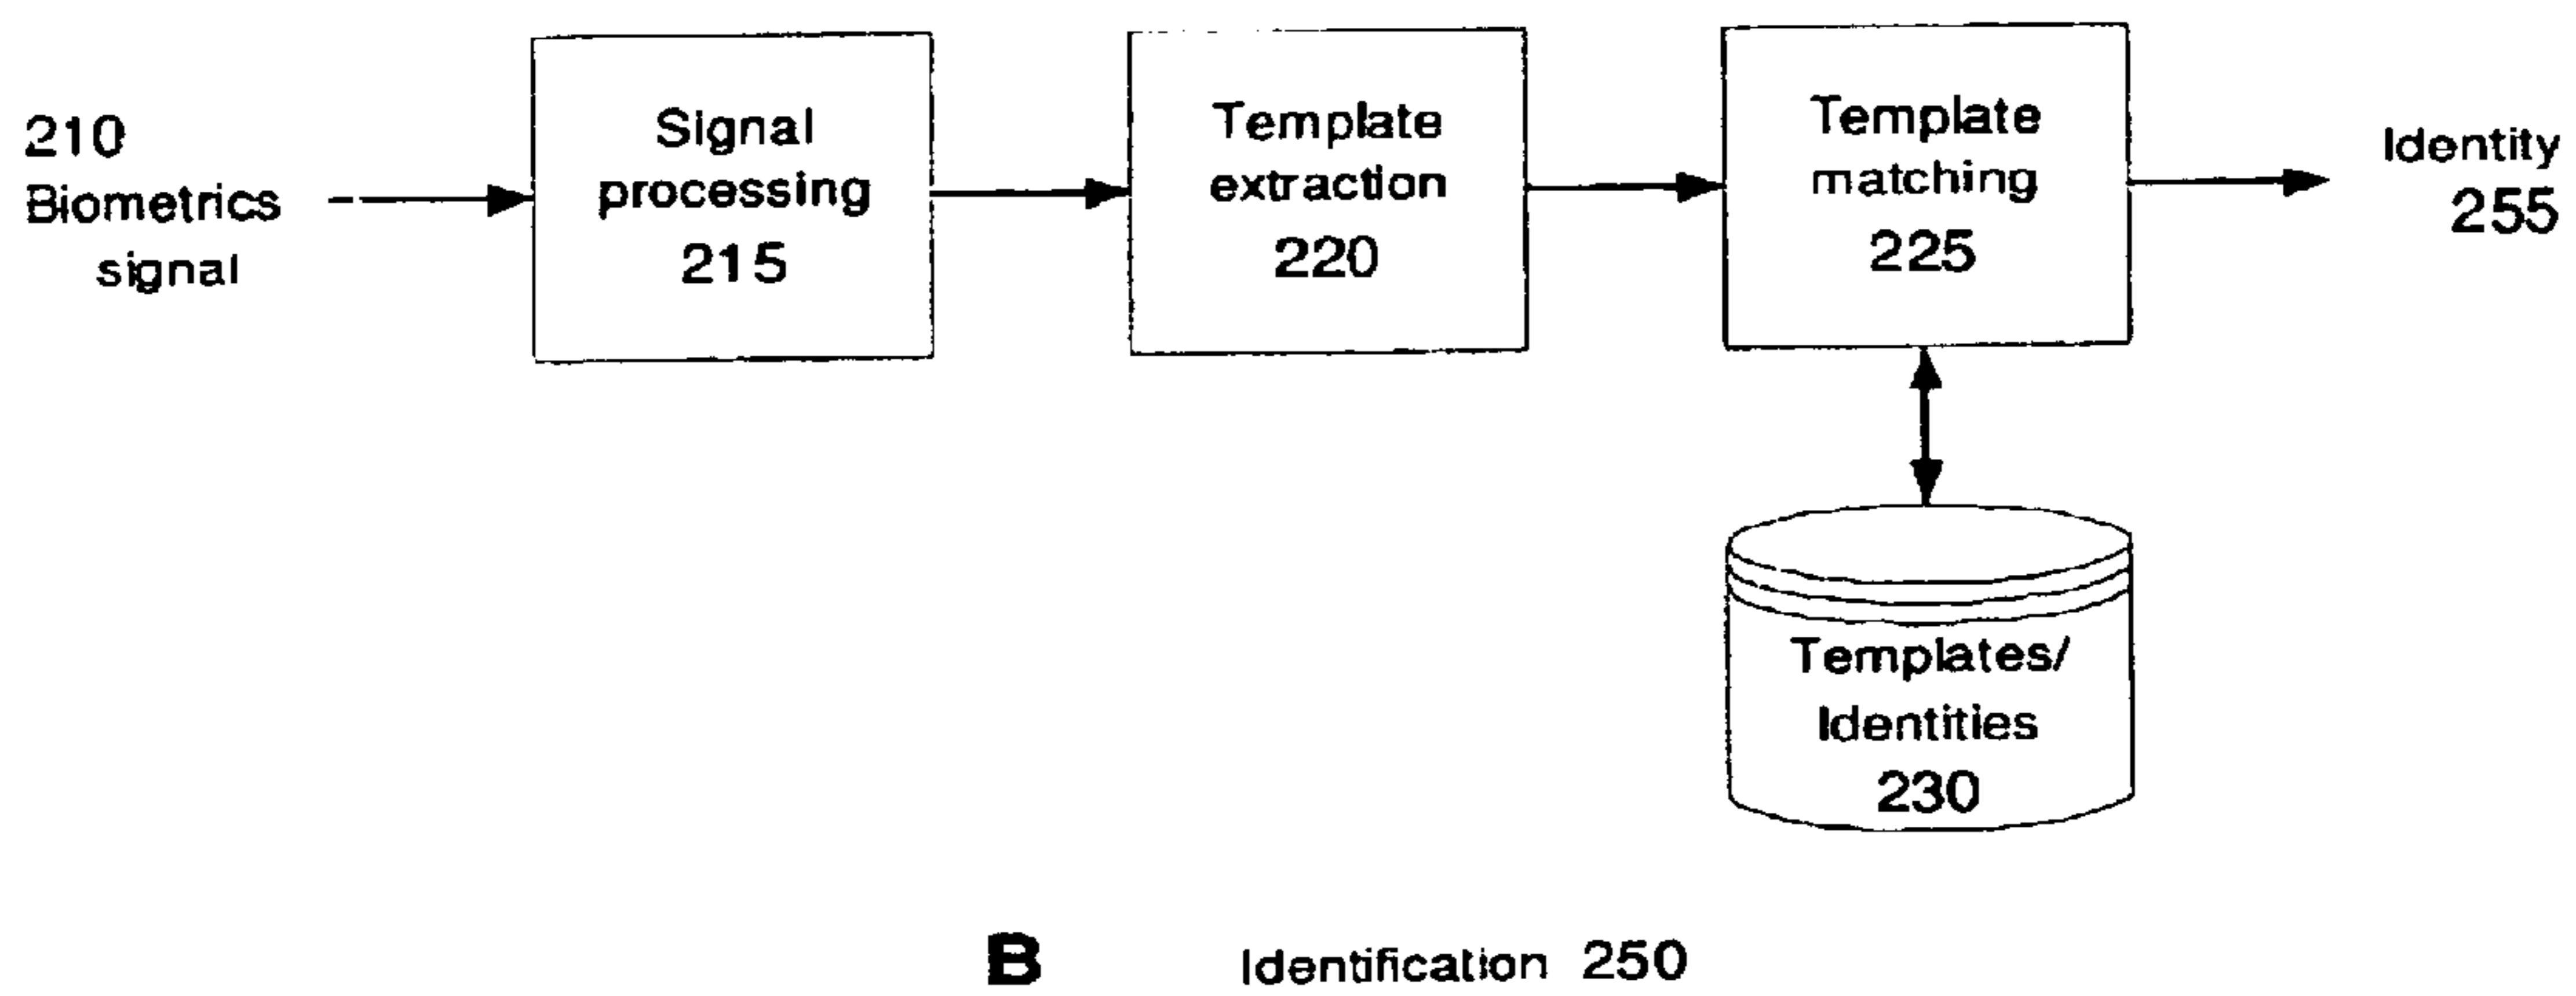 210
Biometrics
signal
Signal
processing
215
Template
extraction
220
Template
matching
225
Identity
255
Templates/
Identities
230
B Identification 250